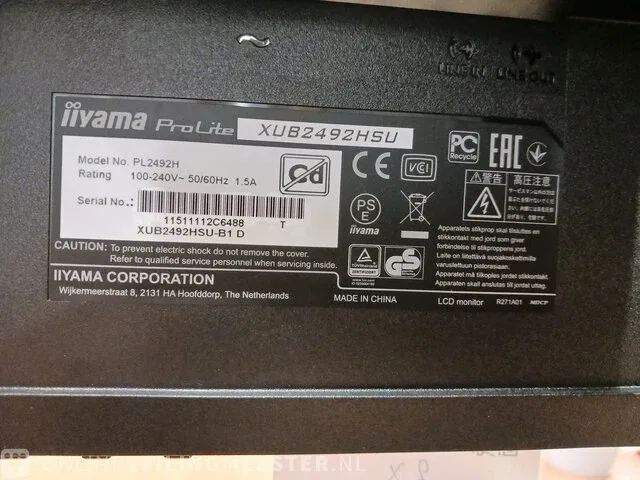 LINE IN LINE OUT
iiyama ProLite XUB2492HSU
Model No. PL2492H
Rating 100-240V~ 50/60Hz 1.5A
Serial No.:
11511112C6488 T
XUB2492HSU-B1 D
CAUTION: To prevent electric shock do not remove the cover.
Refer to qualified service personnel when servicing inside.
IIYAMA CORPORATION
Wijkermeerstraat 8, 2131 HA Hoofddorp, The Netherlands
Cd
CE
VCI
PS
E
iiyama
TÜVRheinland
ZERTIFIZIERT
GS
MADE IN CHINA
PC
Recycle
EAC
警告 高圧注意
Apparatets stikprop skal tilsluttes en
stikkontakt med jord som giver
forbindelse til stikproppens jord.
Laite on liitettävä suojakoskettimilla
varustettuun pistorasiaan.
Apparatet må tilkoples jordet stikkontakt.
Apparaten skall anslutas till jordat uttag.
LCD monitor R271A01 MDCP